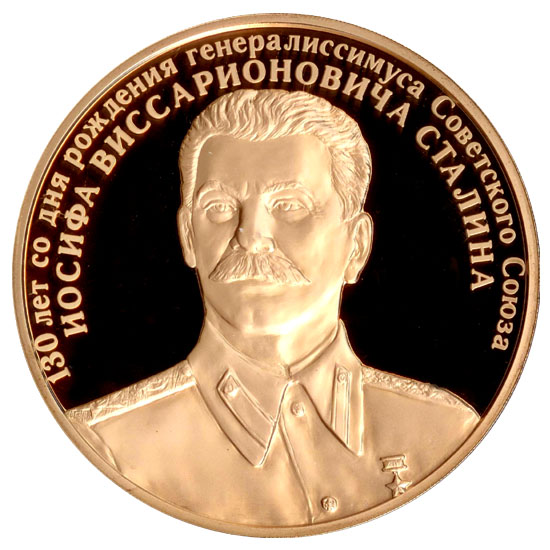 130 лет со дня рождения генералиссимуса Советского Союза
ИОСИФА ВИССАРИОНОВИЧА СТАЛИНА